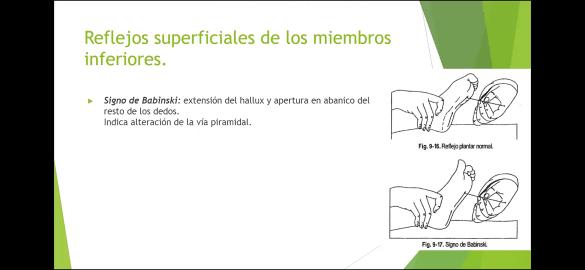 Reflejos superficiales de los miembros
inferiores.
Signo de Babinski: extensión del hallux y apertura en abanico del
resto de los dedos.
Indica alteración de la vía piramidal.
Fig. 9-16. Reflejo plantar normal.
Fig. 9-17. Signo de Babinski.